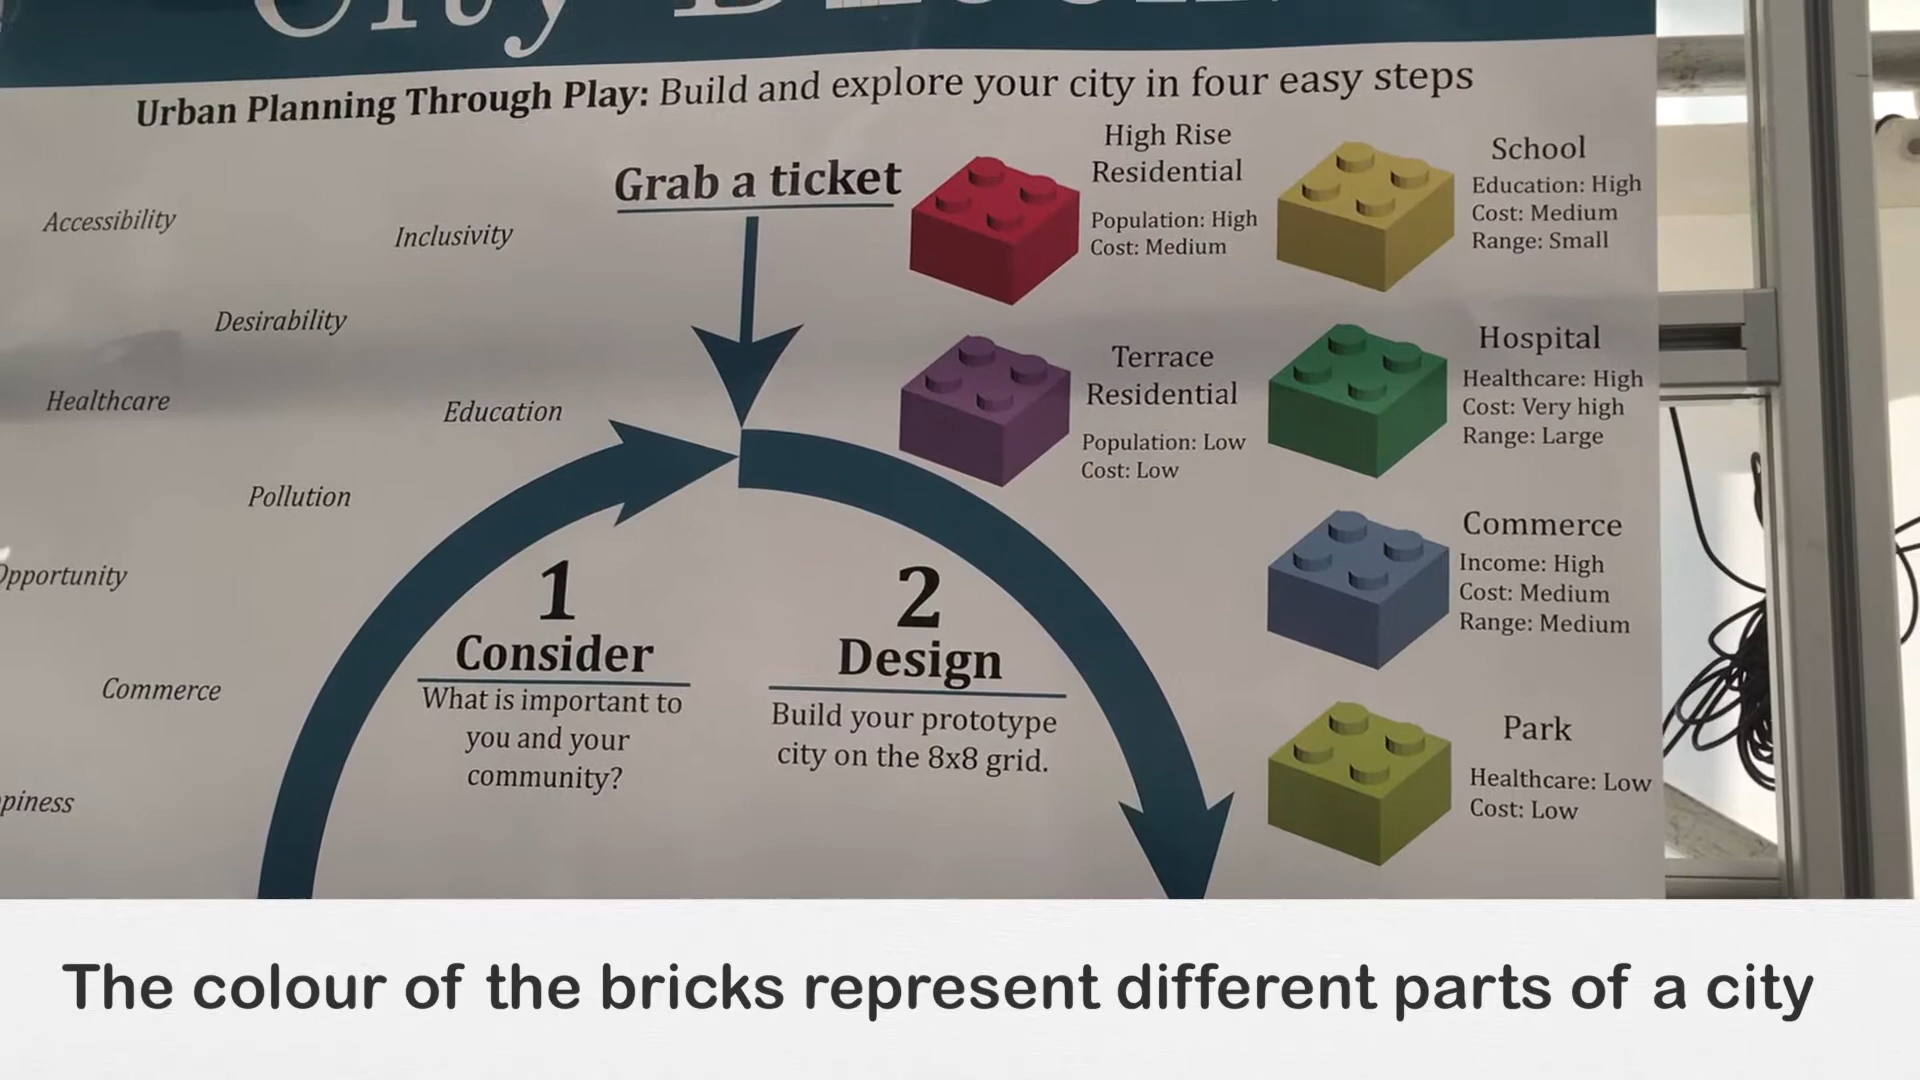 City
Urban Planning Through Play: Build and explore your city in four easy steps
Grab a ticket
Accessibility
Inclusivity
Desirability
Healthcare
Education
Pollution
Opportunity
Commerce
piness
1
Consider
What is important to
you and your
community?
2
Design
Build your prototype
city on the 8x8 grid.
High Rise
Residential
Population: High
Cost: Medium
Terrace
Residential
Population: Low
Cost: Low
School
Education: High
Cost: Medium
Range: Small
Hospital
Healthcare: High
Cost: Very high
Range: Large
Commerce
Income: High
Cost: Medium
Range: Medium
Park
Healthcare: Low
Cost: Low
The colour of the bricks represent different parts of a city